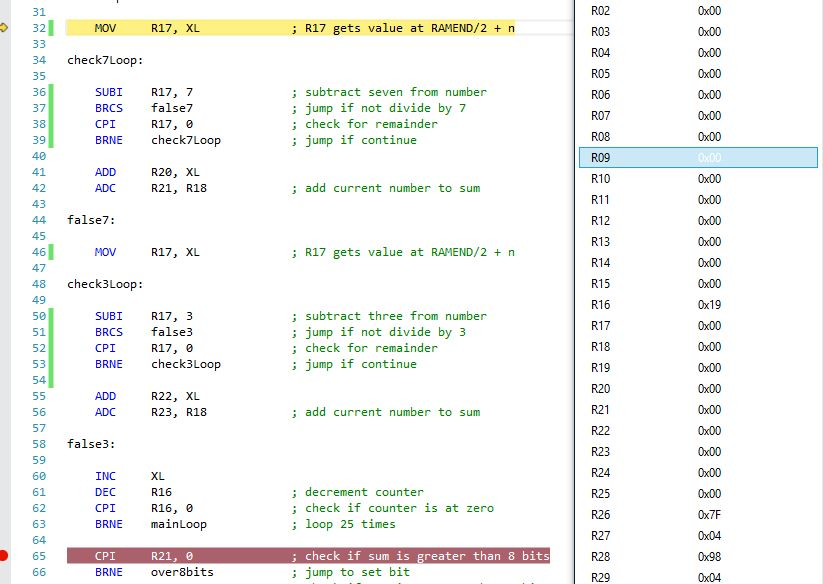 31
32 MOV R17, XL ; R17 gets value at RAMEND/2 + n
33
34 check7Loop:
35
36 SUBI R17, 7 ; subtract seven from number
37 BRCS false7 ; jump if not divide by 7
38 CPI R17, 0 ; check for remainder
39 BRNE check7Loop ; jump if continue
40
41 ADD R20, XL
42 ADC R21, R18 ; add current number to sum
43
44 false7:
45
46 MOV R17, XL ; R17 gets value at RAMEND/2 + n
47
48 check3Loop:
49
50 SUBI R17, 3 ; subtract three from number
51 BRCS false3 ; jump if not divide by 3
52 CPI R17, 0 ; check for remainder
53 BRNE check3Loop ; jump if continue
54
55 ADD R22, XL
56 ADC R23, R18 ; add current number to sum
57
58 false3:
59
60 INC XL
61 DEC R16 ; decrement counter
62 CPI R16, 0 ; check if counter is at zero
63 BRNE mainLoop ; loop 25 times
64
65 CPI R21, 0 ; check if sum is greater than 8 bits
66 BRNE over8bits ; jump to set bit
R02 0x00
R03 0x00
R04 0x00
R05 0x00
R06 0x00
R07 0x00
R08 0x00
R09 0x00
R10 0x00
R11 0x00
R12 0x00
R13 0x00
R14 0x00
R15 0x00
R16 0x19
R17 0x00
R18 0x00
R19 0x00
R20 0x00
R21 0x00
R22 0x00
R23 0x00
R24 0x00
R25 0x00
R26 0x7F
R27 0x04
R28 0x98
R29 0x04